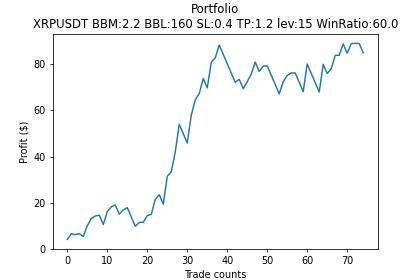 Portfolio
XRPUSDT BBM:2.2 BBL:160 SL:0.4 TP:1.2 lev:15 WinRatio:60.0
80
60
40
20
0
Profit ($)
0 10 20 30 40 50 60 70
Trade counts